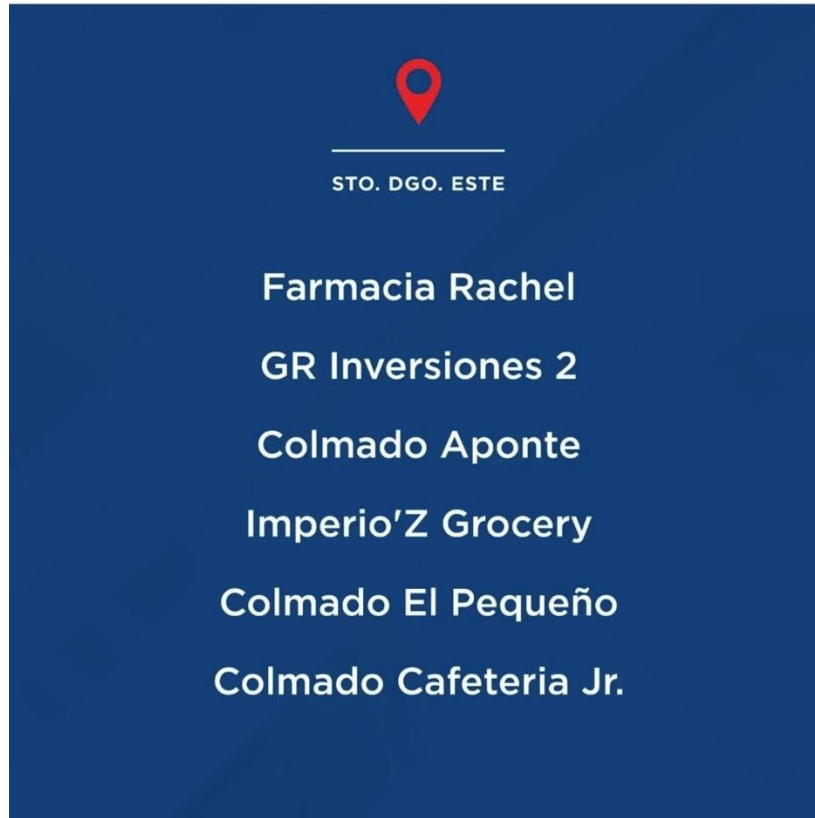 STO. DGO. ESTE
Farmacia Rachel
GR Inversiones 2
Colmado Aponte
Imperio'Z Grocery
Colmado El Pequeño
Colmado Cafeteria Jr.